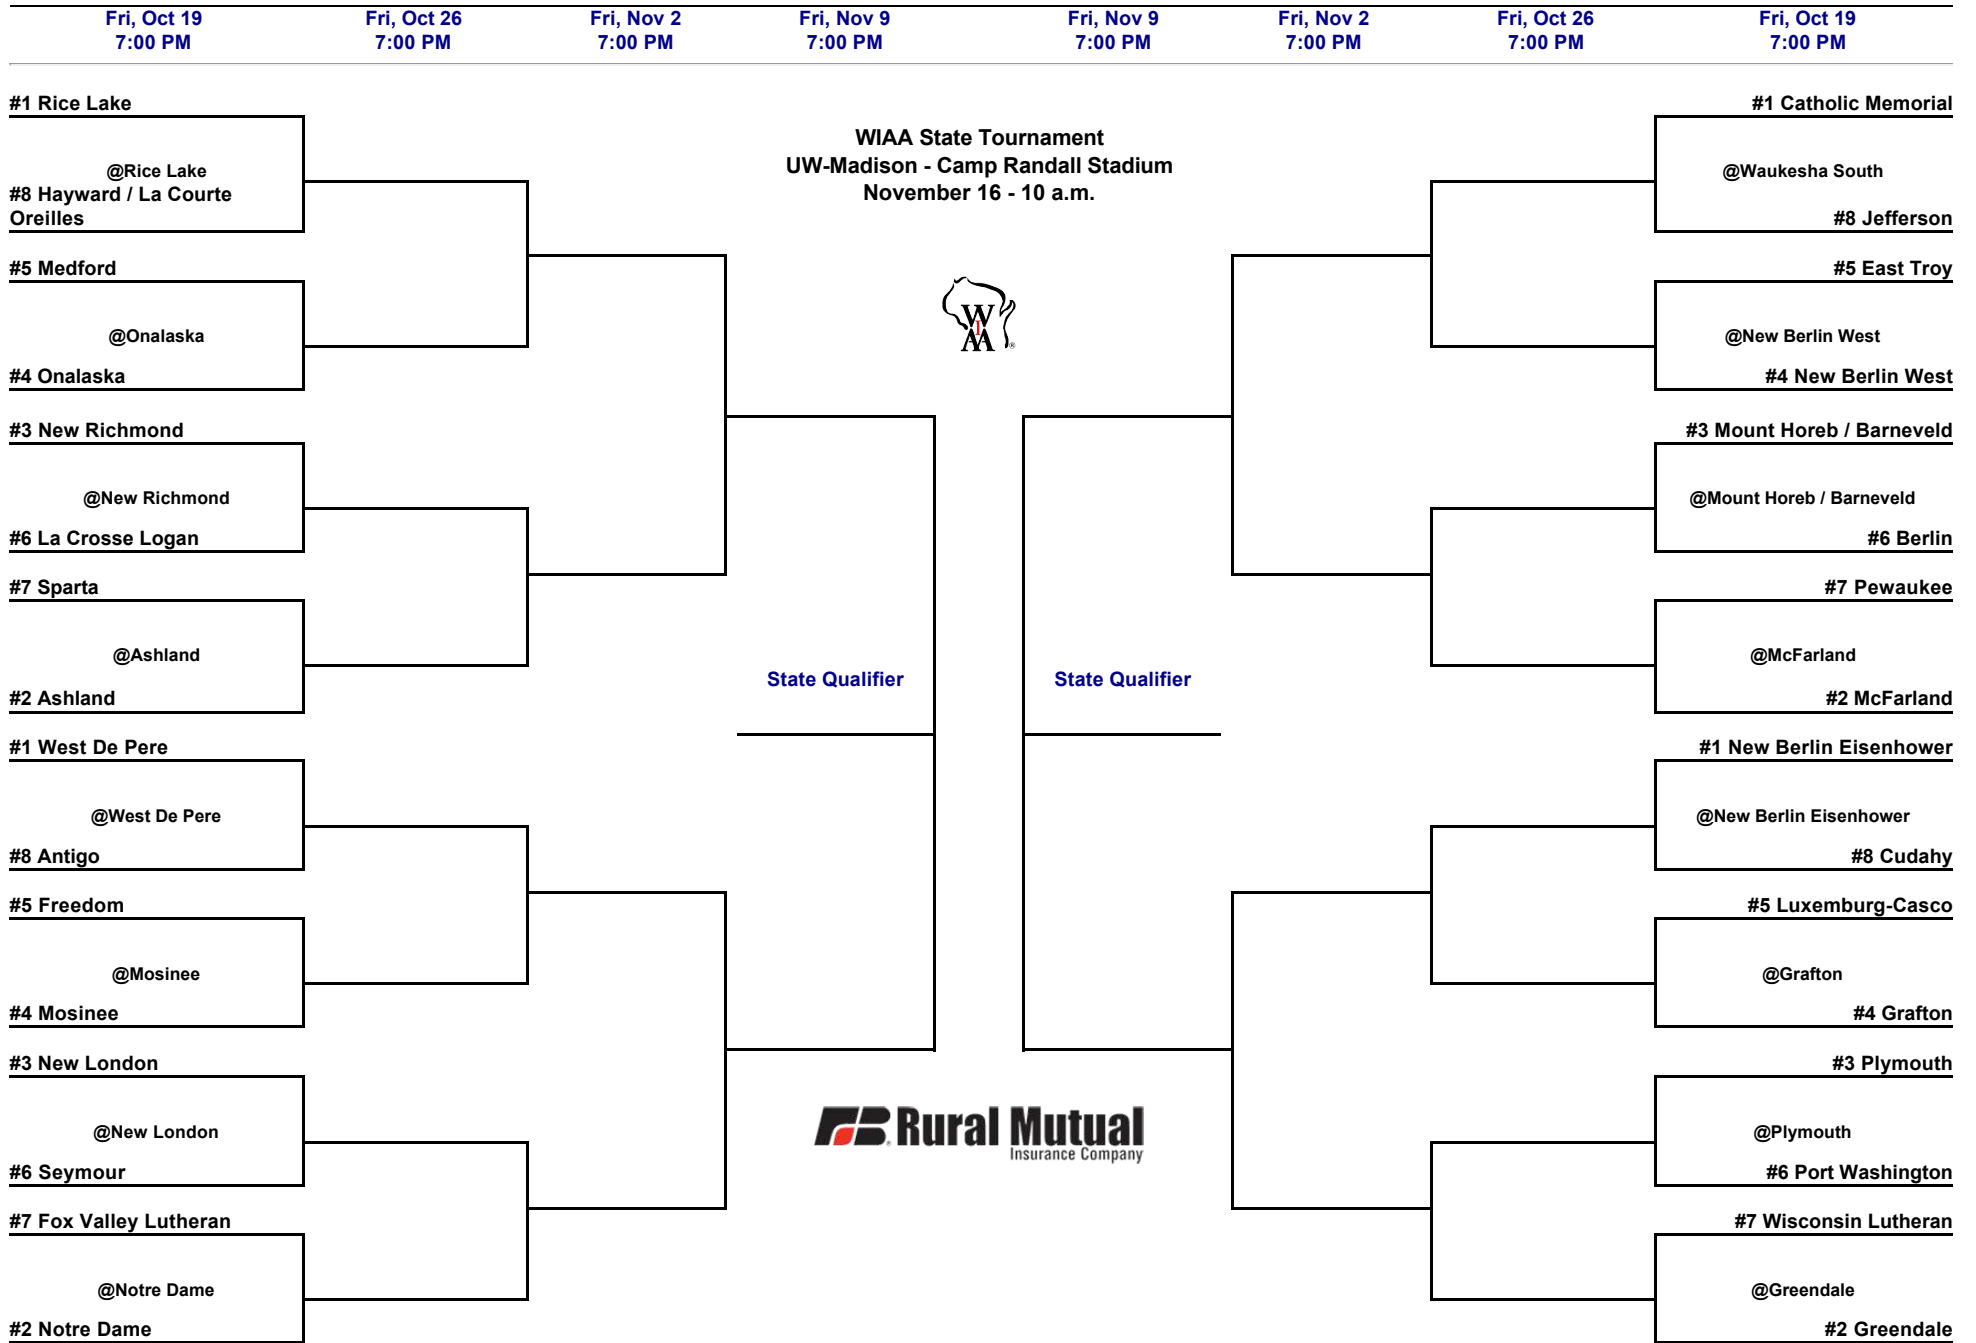 Fri, Oct 19
7:00 PM
Fri, Oct 26
7:00 PM
Fri, Nov 2
7:00 PM
Fri, Nov 9
7:00 PM
Fri, Nov 9
7:00 PM
Fri, Nov 2
7:00 PM
Fri, Oct 26
7:00 PM
Fri, Oct 19
7:00 PM
#1 Rice Lake
@Rice Lake
#8 Hayward / La Courte
Oreilles
#5 Medford
@Onalaska
#4 Onalaska
#3 New Richmond
@New Richmond
#6 La Crosse Logan
#7 Sparta
@Ashland
#2 Ashland
#1 West De Pere
@West De Pere
#8 Antigo
#5 Freedom
@Mosinee
#4 Mosinee
#3 New London
@New London
#6 Seymour
#7 Fox Valley Lutheran
@Notre Dame
#2 Notre Dame
WIAA State Tournament
UW-Madison - Camp Randall Stadium
November 16 - 10 a.m.
W
I
AA
®
State Qualifier
State Qualifier
FB Rural Mutual
Insurance Company
#1 Catholic Memorial
@Waukesha South
#8 Jefferson
#5 East Troy
@New Berlin West
#4 New Berlin West
#3 Mount Horeb / Barneveld
@Mount Horeb / Barneveld
#6 Berlin
#7 Pewaukee
@McFarland
#2 McFarland
#1 New Berlin Eisenhower
@New Berlin Eisenhower
#8 Cudahy
#5 Luxemburg-Casco
@Grafton
#4 Grafton
#3 Plymouth
@Plymouth
#6 Port Washington
#7 Wisconsin Lutheran
@Greendale
#2 Greendale